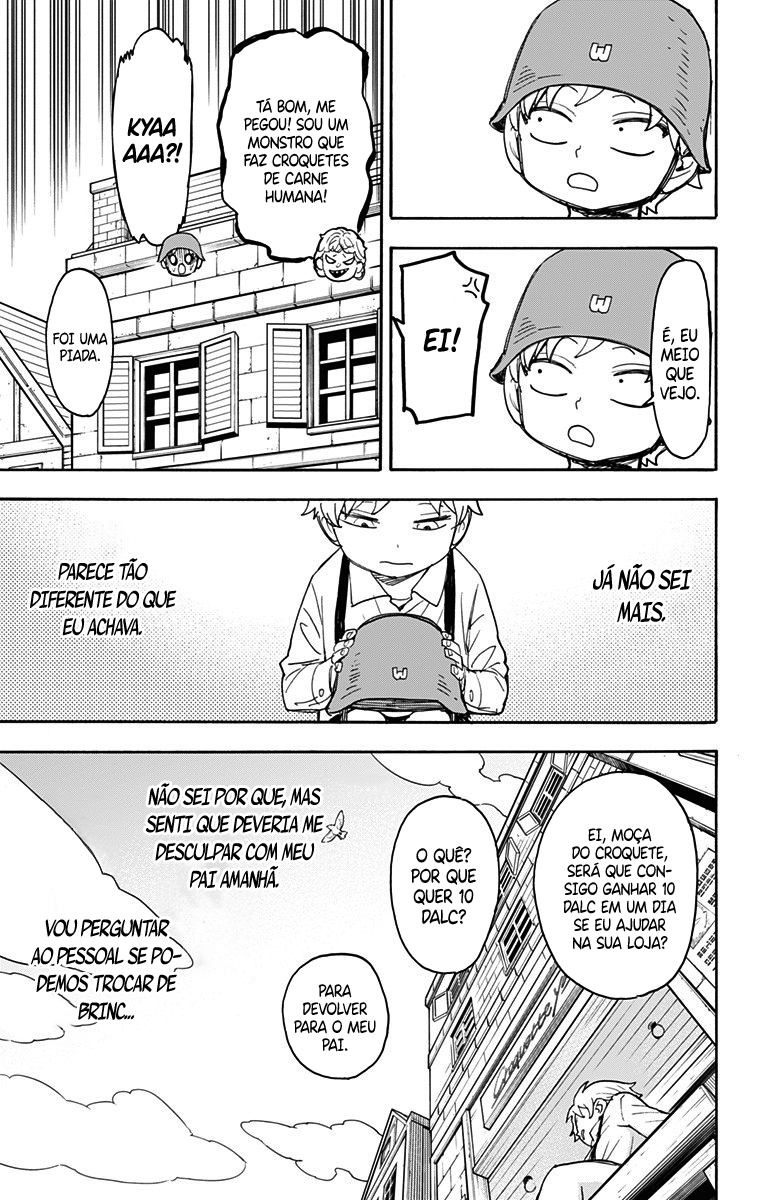 W
É, EU
MEIO
QUE
VEJO.
W
EI!
TÁ BOM, ME
PEGOU! SOU UM
MONSTRO QUE
FAZ CROQUETES
DE CARNE
HUMANA!
KYAA
AAA?!
FOI UMA
PIADA.
JÁ NÃO SEI
MAIS.
W
PARECE TÃO
DIFERENTE DO QUE
EU ACHAVA.
EI, MOÇA
DO CROQUETE,
SERÁ QUE CON-
SIGO GANHAR 10
DALC EM UM DIA
SE EU AJUDAR
NA SUA LOJA?
O QUÊ?
POR QUE
QUER 10
DALC?
PARA
DEVOLVER
PARA O MEU
PAI.
NÃO SEI POR QUE, MAS
SENTI QUE DEVERIA ME
DESCULPAR COM MEU
PAI AMANHÃ.
VOU PERGUNTAR
AO PESSOAL SE PO-
DEMOS TROCAR DE
BRINC...